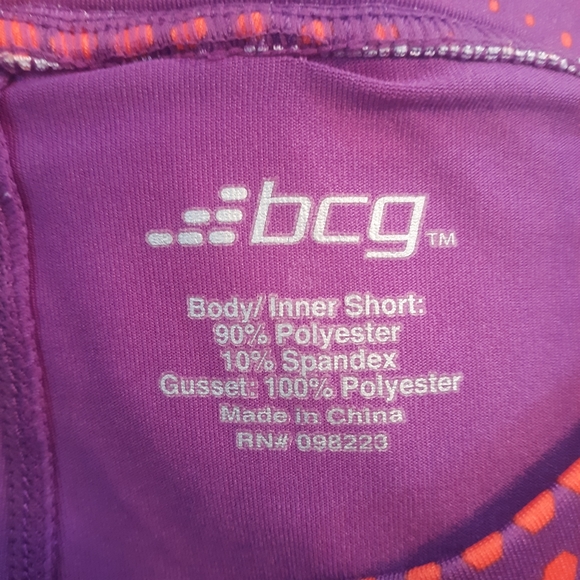 bcg™
Body/ Inner Short:
90% Polyester
10% Spandex
Gusset: 100% Polyester
Made in China
RN# 098223